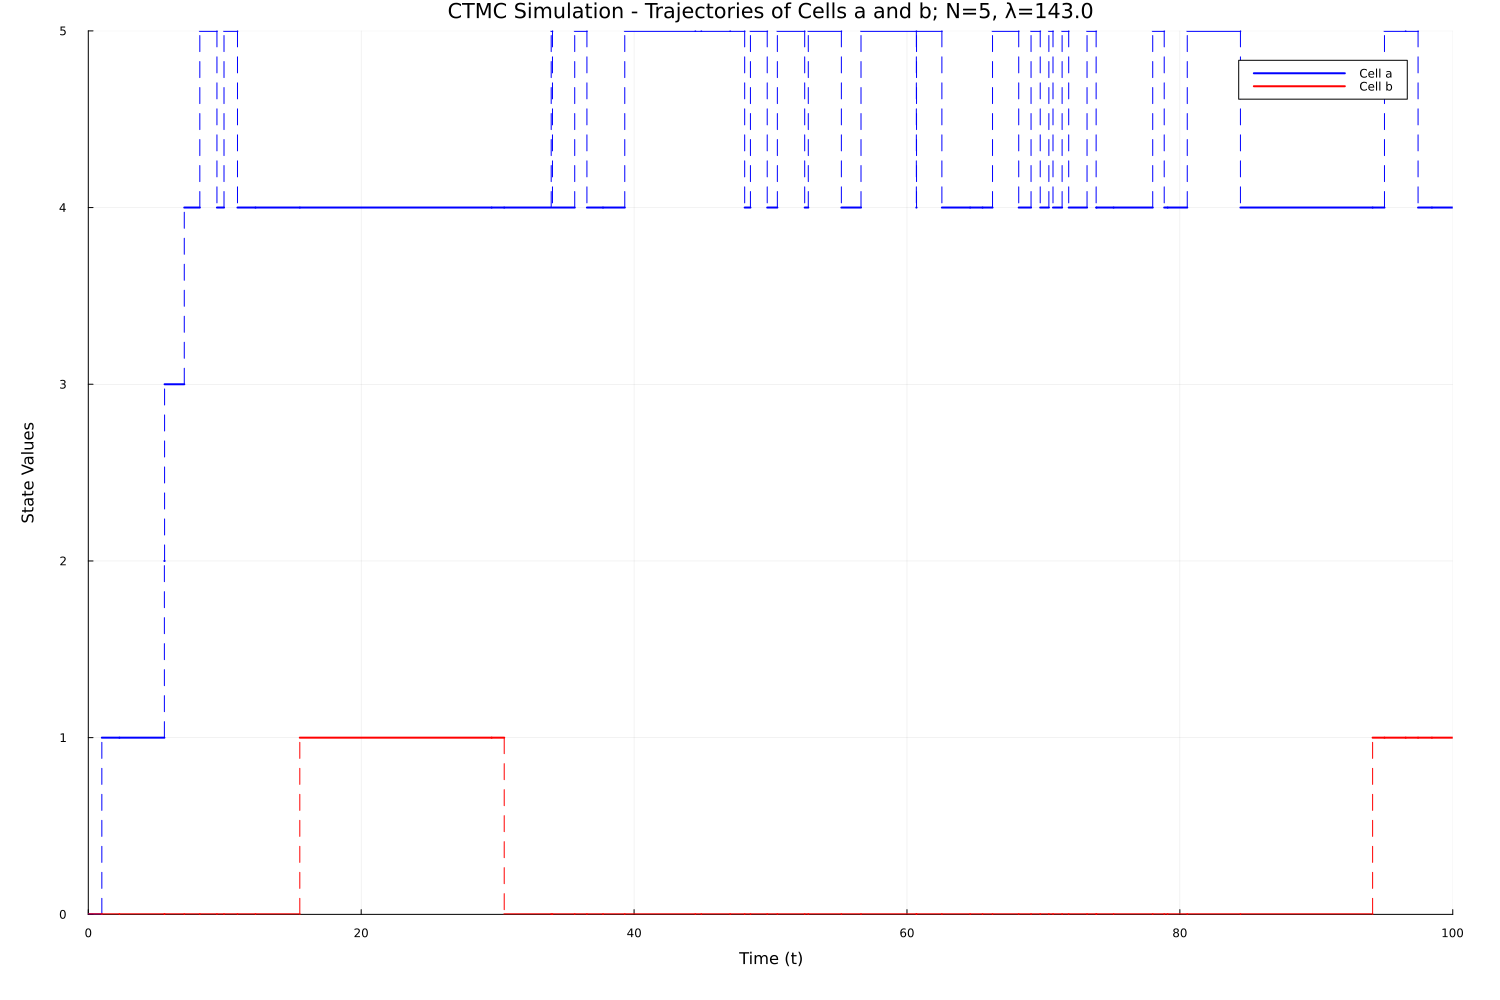 CTMC Simulation - Trajectories of Cells a and b; N=5, λ=143.0
5
Cell a
Cell b
4
3
State Values
2
1
0
0 20 40 60 80 100
Time (t)